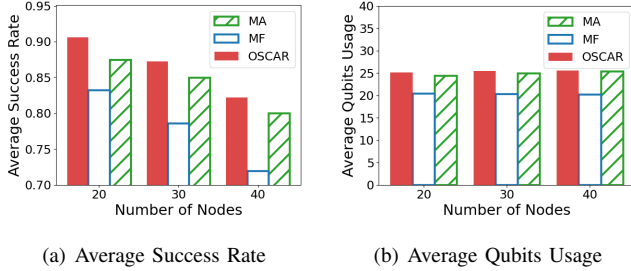 Average Success Rate
0.95
0.90
0.85
0.80
0.75
0.70
MA
MF
OSCAR
20
30
40
Number of Nodes
(a) Average Success Rate
Average Qubits Usage
40
35
30
25
20
15
10
5
0
MA
MF
OSCAR
20
30
40
Number of Nodes
(b) Average Qubits Usage